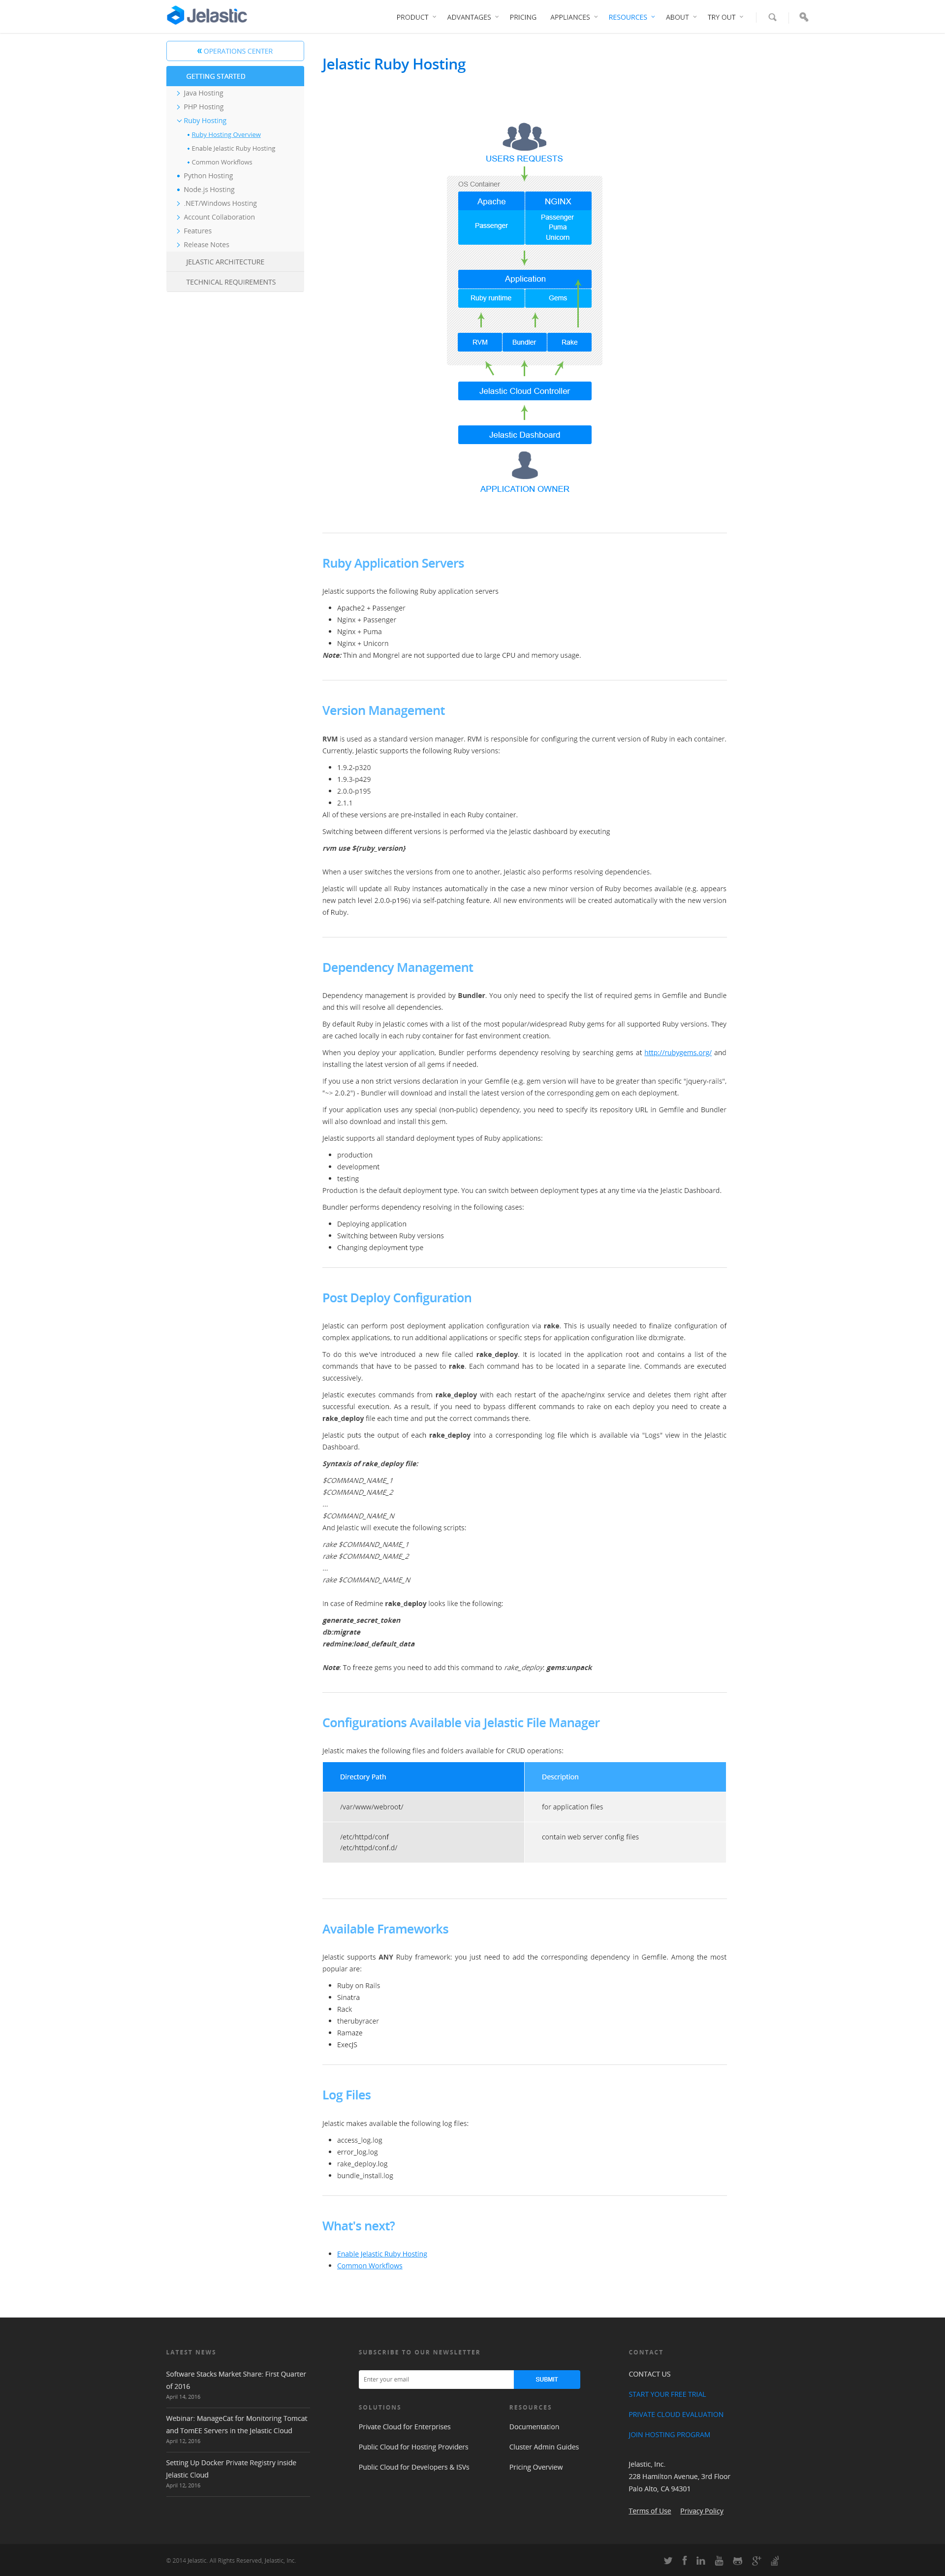 Jelastic
PRODUCT
ADVANTAGES
PRICING
APPLIANCES
RESOURCES
ABOUT
TRY OUT
« OPERATIONS CENTER
GETTING STARTED
Java Hosting
PHP Hosting
Ruby Hosting
Ruby Hosting Overview
Enable Jelastic Ruby Hosting
Common Workflows
Python Hosting
Node.js Hosting
.NET/Windows Hosting
Account Collaboration
Features
Release Notes
JELASTIC ARCHITECTURE
TECHNICAL REQUIREMENTS
Jelastic Ruby Hosting
USERS REQUESTS
OS Container
Apache
NGINX
Passenger
Passenger
Puma
Unicorn
Application
Ruby runtime
Gems
RVM
Bundler
Rake
Jelastic Cloud Controller
Jelastic Dashboard
APPLICATION OWNER
Ruby Application Servers
Jelastic supports the following Ruby application servers
• Apache2 + Passenger
• Nginx + Passenger
• Nginx + Puma
• Nginx + Unicorn
Note: Thin and Mongrel are not supported due to large CPU and memory usage.
Version Management
RVM is used as a standard version manager. RVM is responsible for configuring the current version of Ruby in each container.
Currently, Jelastic supports the following Ruby versions:
• 1.9.2-p320
• 1.9.3-p429
• 2.0.0-p195
• 2.1.1
All of these versions are pre-installed in each Ruby container.
Switching between different versions is performed via the Jelastic dashboard by executing
rvm use ${ruby_version}
When a user switches the versions from one to another, Jelastic also performs resolving dependencies.
Jelastic will update all Ruby instances automatically in the case a new minor version of Ruby becomes available (e.g. appears
new patch level 2.0.0-p196) via self-patching feature. All new environments will be created automatically with the new version
of Ruby.
Dependency Management
Dependency management is provided by Bundler. You only need to specify the list of required gems in Gemfile and Bundle
and this will resolve all dependencies.
By default Ruby in Jelastic comes with a list of the most popular/widespread Ruby gems for all supported Ruby versions. They
are cached locally in each ruby container for fast environment creation.
When you deploy your application, Bundler performs dependency resolving by searching gems at http://rubygems.org/ and
installing the latest version of all gems if needed.
If you use a non strict versions declaration in your Gemfile (e.g. gem version will have to be greater than specific "jquery-rails",
"~> 2.0.2") - Bundler will download and install the latest version of the corresponding gem on each deployment.
If your application uses any special (non-public) dependency, you need to specify its repository URL in Gemfile and Bundler
will also download and install this gem.
Jelastic supports all standard deployment types of Ruby applications:
• production
• development
• testing
Production is the default deployment type. You can switch between deployment types at any time via the Jelastic Dashboard.
Bundler performs dependency resolving in the following cases:
• Deploying application
• Switching between Ruby versions
• Changing deployment type
Post Deploy Configuration
Jelastic can perform post deployment application configuration via rake. This is usually needed to finalize configuration of
complex applications, to run additional applications or specific steps for application configuration like db:migrate.
To do this we've introduced a new file called rake_deploy. It is located in the application root and contains a list of the
commands that have to be passed to rake. Each command has to be located in a separate line. Commands are executed
successively.
Jelastic executes commands from rake_deploy with each restart of the apache/nginx service and deletes them right after
successful execution. As a result, if you need to bypass different commands to rake on each deploy you need to create a
rake_deploy file each time and put the correct commands there.
Jelastic puts the output of each rake_deploy into a corresponding log file which is available via "Logs" view in the Jelastic
Dashboard.
Syntaxis of rake_deploy file:
$COMMAND_NAME_1
$COMMAND_NAME_2
...
$COMMAND_NAME_N
And Jelastic will execute the following scripts:
rake $COMMAND_NAME_1
rake $COMMAND_NAME_2
...
rake $COMMAND_NAME_N
In case of Redmine rake_deploy looks like the following:
generate_secret_token
db:migrate
redmine:load_default_data
Note: To freeze gems you need to add this command to rake_deploy: gems:unpack
Configurations Available via Jelastic File Manager
Jelastic makes the following files and folders available for CRUD operations:
Directory Path
Description
/var/www/webroot/
for application files
/etc/httpd/conf
/etc/httpd/conf.d/
contain web server config files
Available Frameworks
Jelastic supports ANY Ruby framework: you just need to add the corresponding dependency in Gemfile. Among the most
popular are:
• Ruby on Rails
• Sinatra
• Rack
• therubyracer
• Ramaze
• ExecJS
Log Files
Jelastic makes available the following log files:
• access_log.log
• error_log.log
• rake_deploy.log
• bundle_install.log
What's next?
• Enable Jelastic Ruby Hosting
• Common Workflows
LATEST NEWS
Software Stacks Market Share: First Quarter
of 2016
April 14, 2016
Webinar: ManageCat for Monitoring Tomcat
and TomEE Servers in the Jelastic Cloud
April 12, 2016
Setting Up Docker Private Registry inside
Jelastic Cloud
April 12, 2016
SUBSCRIBE TO OUR NEWSLETTER
Enter your email
SUBMIT
SOLUTIONS
Private Cloud for Enterprises
Public Cloud for Hosting Providers
Public Cloud for Developers & ISVs
RESOURCES
Documentation
Cluster Admin Guides
Pricing Overview
CONTACT
CONTACT US
START YOUR FREE TRIAL
PRIVATE CLOUD EVALUATION
JOIN HOSTING PROGRAM
Jelastic, Inc.
228 Hamilton Avenue, 3rd Floor
Palo Alto, CA 94301
Terms of Use
Privacy Policy
© 2014 Jelastic. All Rights Reserved, Jelastic, Inc.